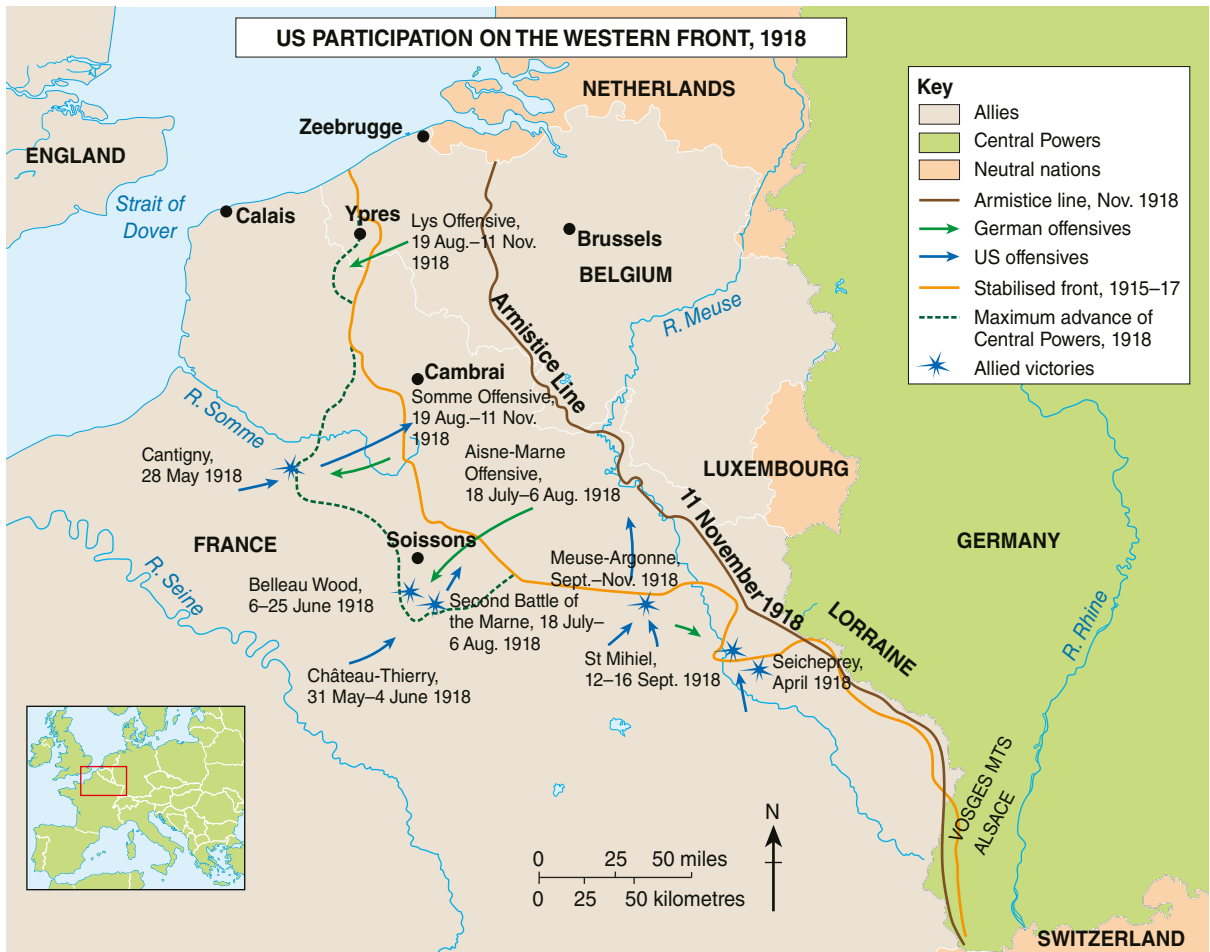 US PARTICIPATION ON THE WESTERN FRONT, 1918
Key
Allies
Central Powers
Neutral nations
Armistice line, Nov. 1918
German offensives
US offensives
Stabilised front, 1915–17
Maximum advance of
Central Powers, 1918
Allied victories
NETHERLANDS
Zeebrugge
ENGLAND
Strait of
Dover
Calais
Ypres
Lys Offensive,
19 Aug.–11 Nov.
1918
Brussels
BELGIUM
R. Meuse
Armistice Line
Cambrai
Somme Offensive,
19 Aug.–11 Nov.
1918
R. Somme
Cantigny,
28 May 1918
Aisne-Marne
Offensive,
18 July–6 Aug. 1918
LUXEMBOURG
11 November 1918
FRANCE
Soissons
GERMANY
R. Seine
Belleau Wood,
6–25 June 1918
Meuse-Argonne,
Sept.–Nov. 1918
Second Battle of
the Marne, 18 July–
6 Aug. 1918
LORRAINE
R. Rhine
Château-Thierry,
31 May–4 June 1918
St Mihiel,
12–16 Sept. 1918
Seicheprey,
April 1918
VOSGES MTS
ALSACE
N
0 25 50 miles
0 25 50 kilometres
SWITZERLAND